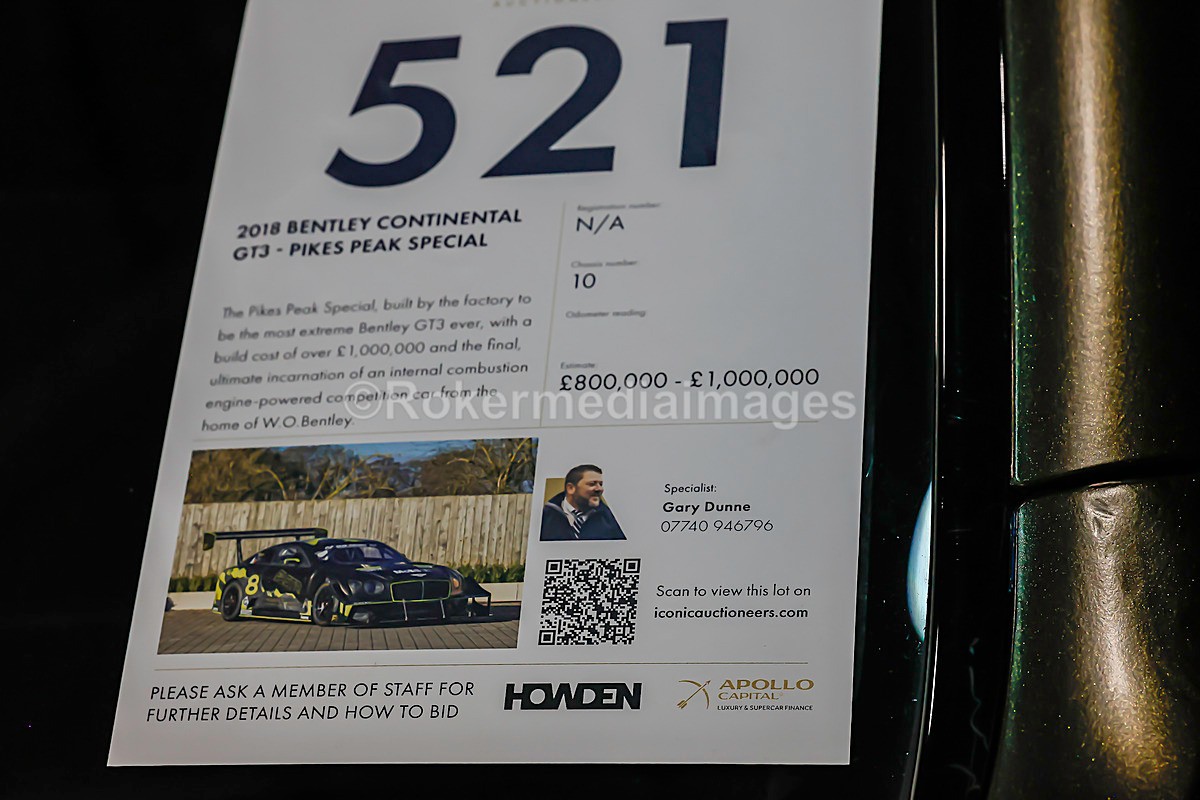 AUCTIONEERS
521
2018 BENTLEY CONTINENTAL
GT3 - PIKES PEAK SPECIAL
The Pikes Peak Special, built by the factory to
be the most extreme Bentley GT3 ever, with a
build cost of over £1,000,000 and the final,
ultimate incarnation of an internal combustion
engine-powered competition car from the
home of W.O.Bentley.
Registration number:
N/A
Chassis number:
10
Odometer reading:
Estimate:
£800,000 - £1,000,000
©Rokermediaimages
8
Specialist:
Gary Dunne
07740 946796
Scan to view this lot on
iconicauctioneers.com
PLEASE ASK A MEMBER OF STAFF FOR
FURTHER DETAILS AND HOW TO BID
HOWDEN
APOLLO
CAPITAL
LUXURY & SUPERCAR FINANCE